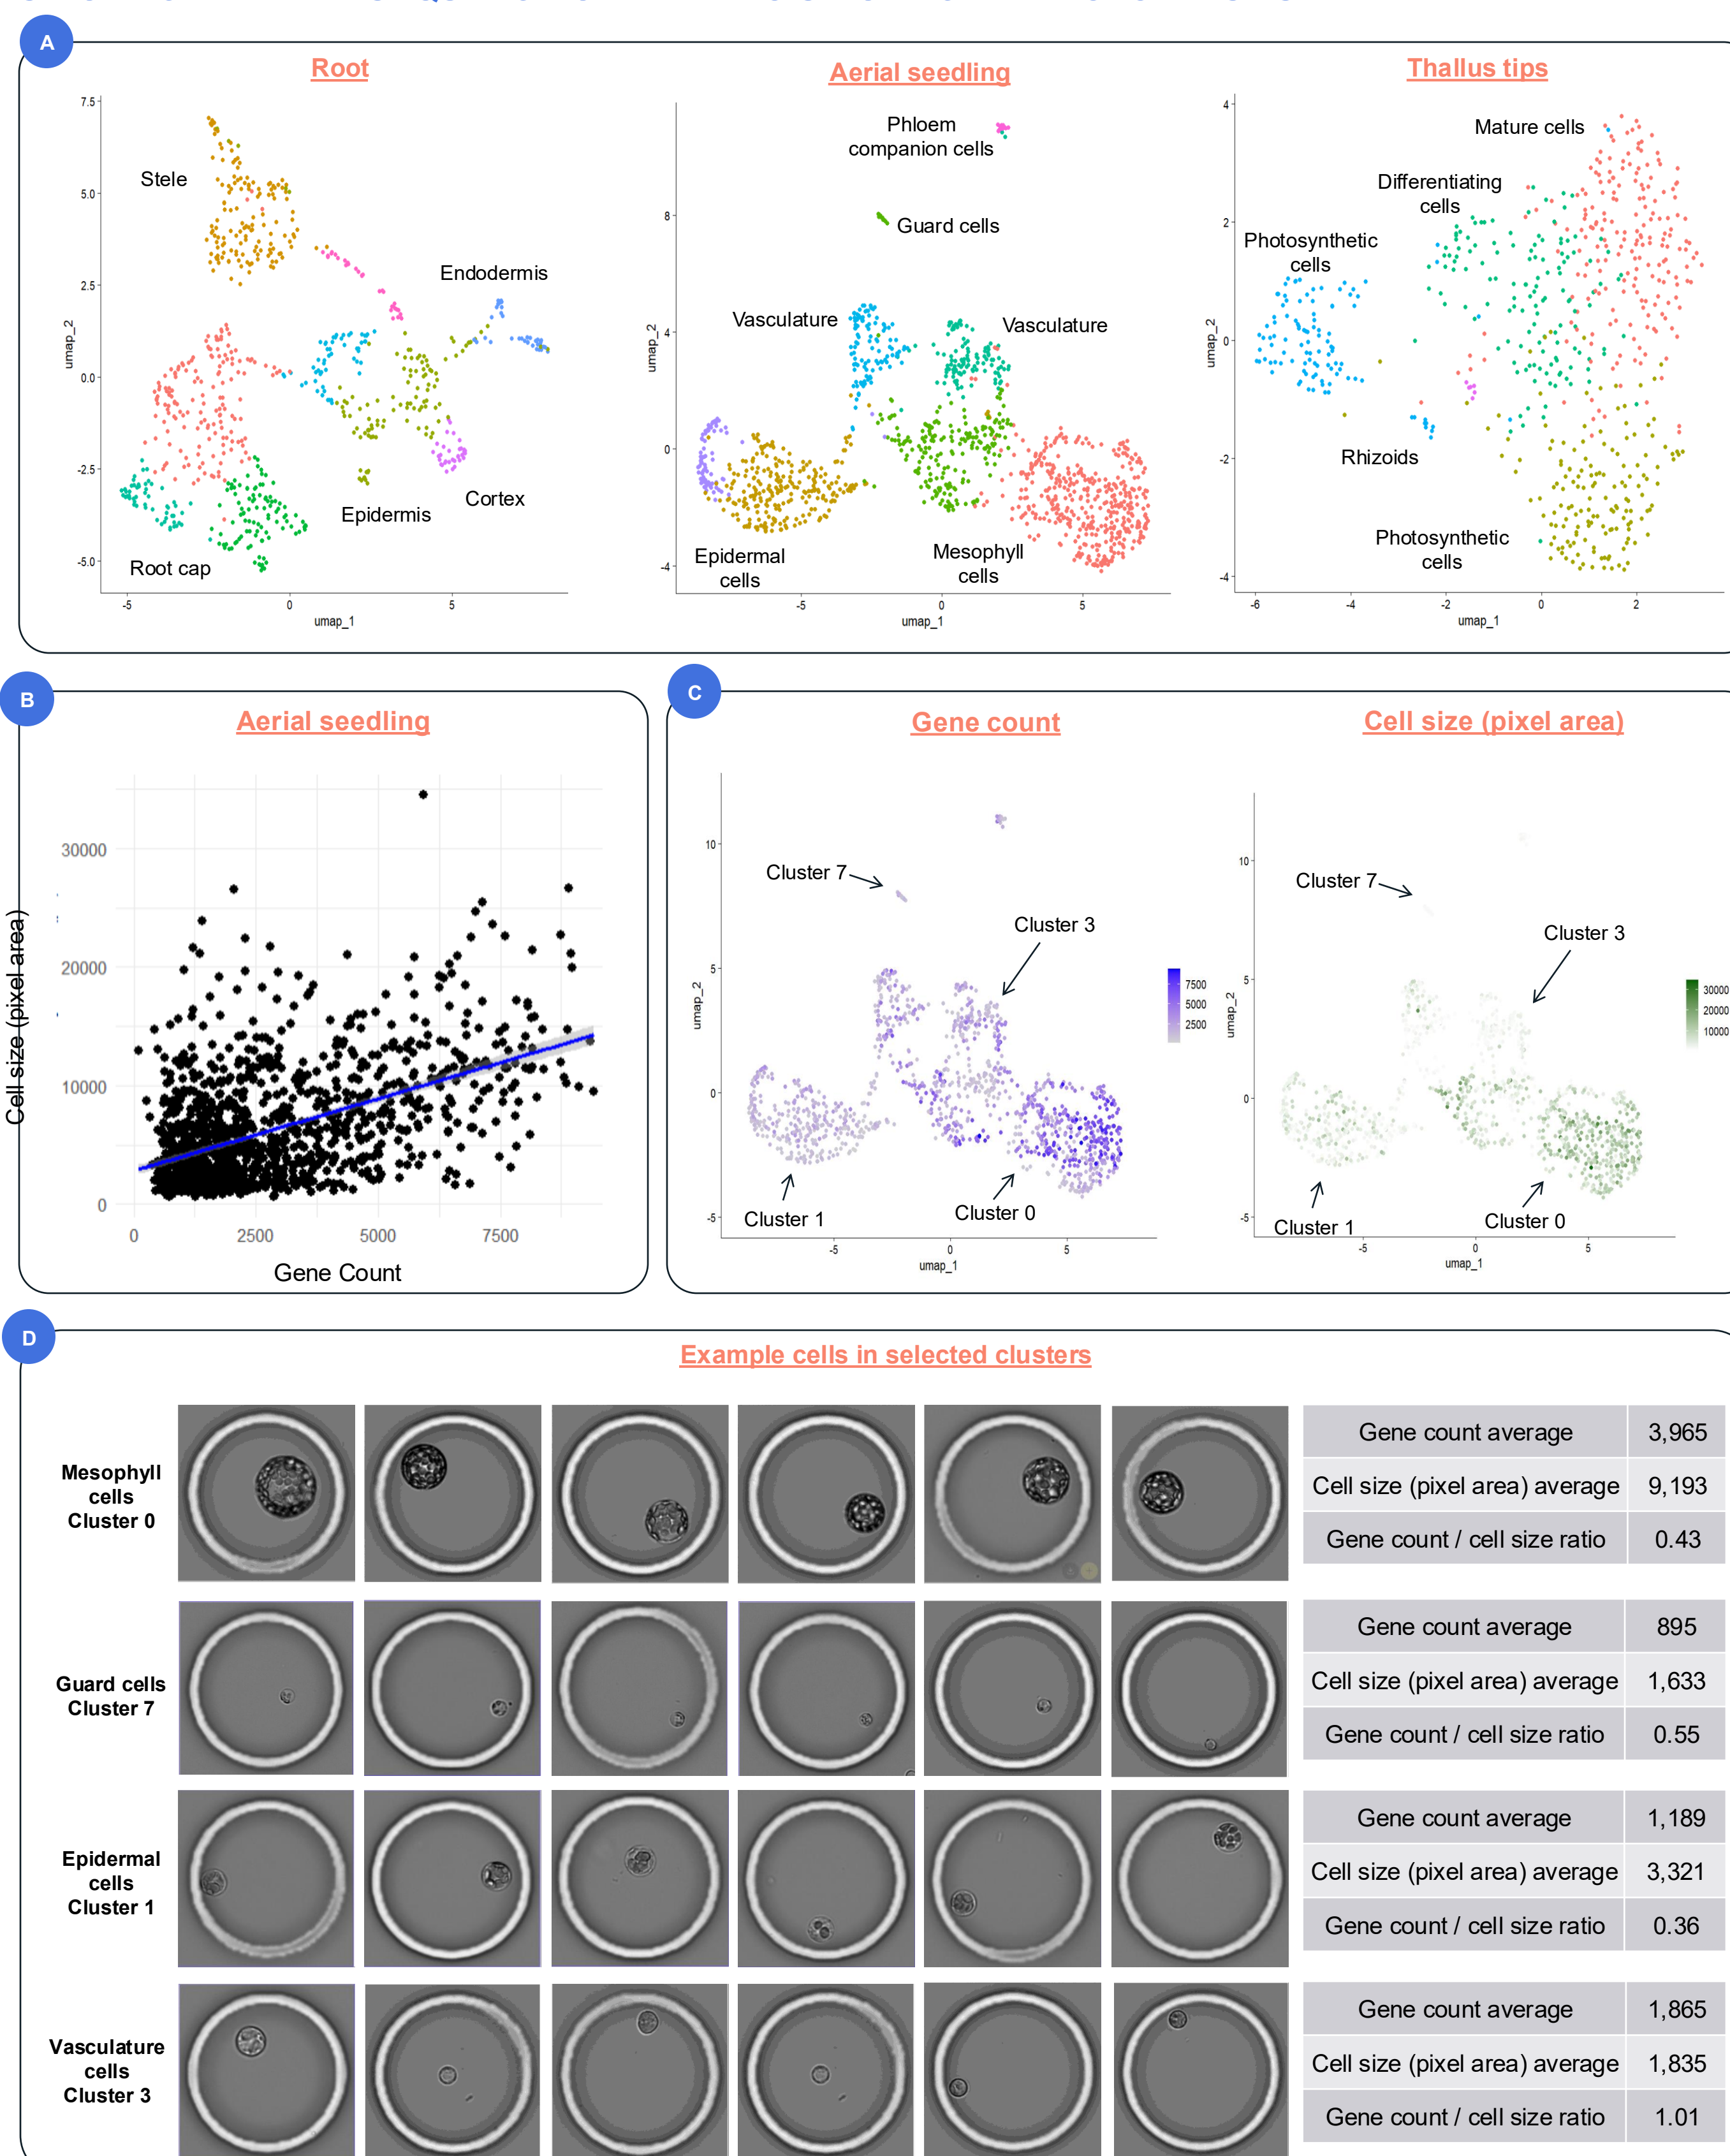 A
Root
Aerial seedling
Thallus tips
7.5
5.0
2.5
0.0
-2.5
-5.0
umap_2
-5
0
5
umap_1
Stele
Endodermis
Cortex
Epidermis
Root cap
8
4
0
-4
umap_2
-5
0
5
umap_1
Phloem
companion cells
Guard cells
Vasculature
Vasculature
Epidermal
cells
Mesophyll
cells
4
2
0
-2
-4
umap_2
-6
-4
-2
0
2
umap_1
Mature cells
Differentiating
cells
Photosynthetic
cells
Rhizoids
Photosynthetic
cells
B
Aerial seedling
Cell size (pixel area)
30000
20000
10000
0
0
2500
5000
7500
Gene Count
C
Gene count
10
5
0
-5
umap_2
-5
0
5
umap_1
Cluster 7
Cluster 3
Cluster 1
Cluster 0
7500
5000
2500
Cell size (pixel area)
10
5
0
-5
umap_2
-5
0
5
umap_1
Cluster 7
Cluster 3
Cluster 1
Cluster 0
30000
20000
10000
D
Example cells in selected clusters
Mesophyll
cells
Cluster 0
Gene count average 3,965
Cell size (pixel area) average 9,193
Gene count / cell size ratio 0.43
Guard cells
Cluster 7
Gene count average 895
Cell size (pixel area) average 1,633
Gene count / cell size ratio 0.55
Epidermal
cells
Cluster 1
Gene count average 1,189
Cell size (pixel area) average 3,321
Gene count / cell size ratio 0.36
Vasculature
cells
Cluster 3
Gene count average 1,865
Cell size (pixel area) average 1,835
Gene count / cell size ratio 1.01